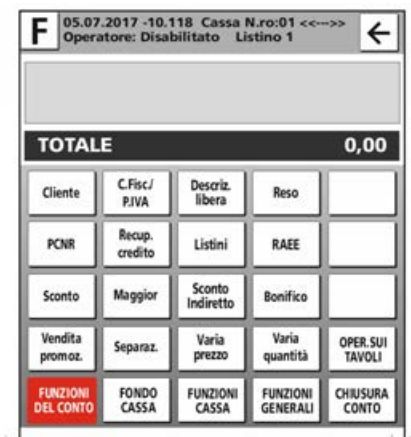 F
05.07.2017 -10.118 Cassa N.ro:01 <<--->>
Operatore: Disabilitato Listino 1
TOTALE 0,00
Cliente
C.Fisc./
P.IVA
Descriz.
libera
Reso
PCNR
Recup.
credito
Listini
RAEE
Sconto
Maggior
Sconto
Indiretto
Bonifico
Vendita
promoz.
Separaz.
Varia
prezzo
Varia
quantità
OPER.SUI
TAVOLI
FUNZIONI
DEL CONTO
FONDO
CASSA
FUNZIONI
CASSA
FUNZIONI
GENERALI
CHIUSURA
CONTO